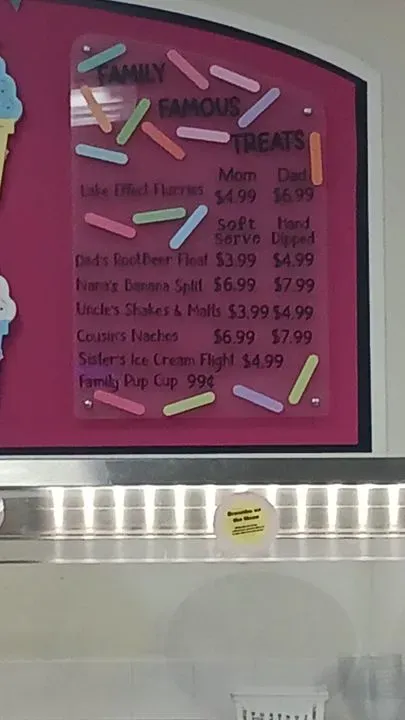 FAMILY
FAMOUS
TREATS
Mom Dad
Lake Effect Flurries $4.99 $6.99
Soft Serve Hand Dipped
Dad's RootBeer Float $3.99 $4.99
Nana's Banana Split $6.99 $7.99
Uncle's Shakes & Malts $3.99 $4.99
Cousin's Nachos $6.99 $7.99
Sister's Ice Cream Flight $4.99
Family Pup Cup 99¢